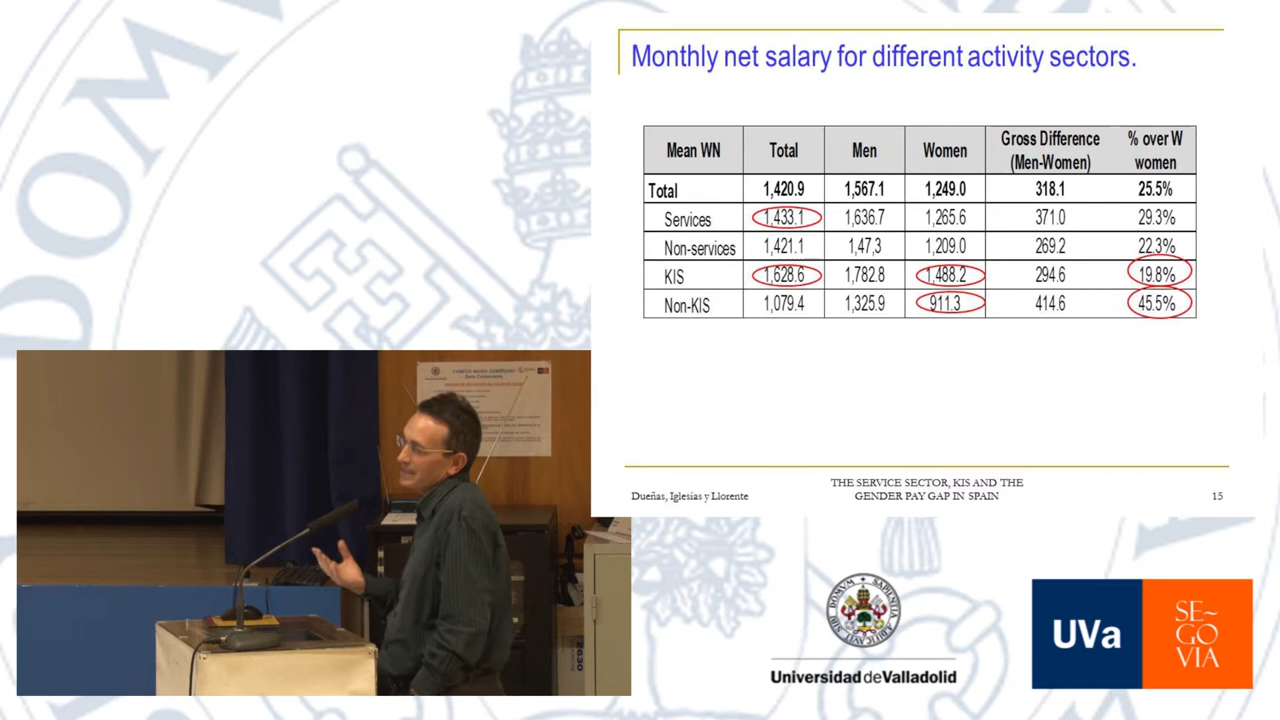 Monthly net salary for different activity sectors.
Mean WN Total Men Women Gross Difference (Men-Women) % over W women
Total 1,420.9 1,567.1 1,249.0 318.1 25.5%
Services 1,433.1 1,636.7 1,265.6 371.0 29.3%
Non-services 1,421.1 1,47,3 1,209.0 269.2 22.3%
KIS 1,628.6 1,782.8 1,488.2 294.6 19.8%
Non-KIS 1,079.4 1,325.9 911.3 414.6 45.5%
Dueñas, Iglesias y Llorente
THE SERVICE SECTOR, KIS AND THE
GENDER PAY GAP IN SPAIN
15
Universidad de Valladolid
UVa
SE~
GO
VIA
2630